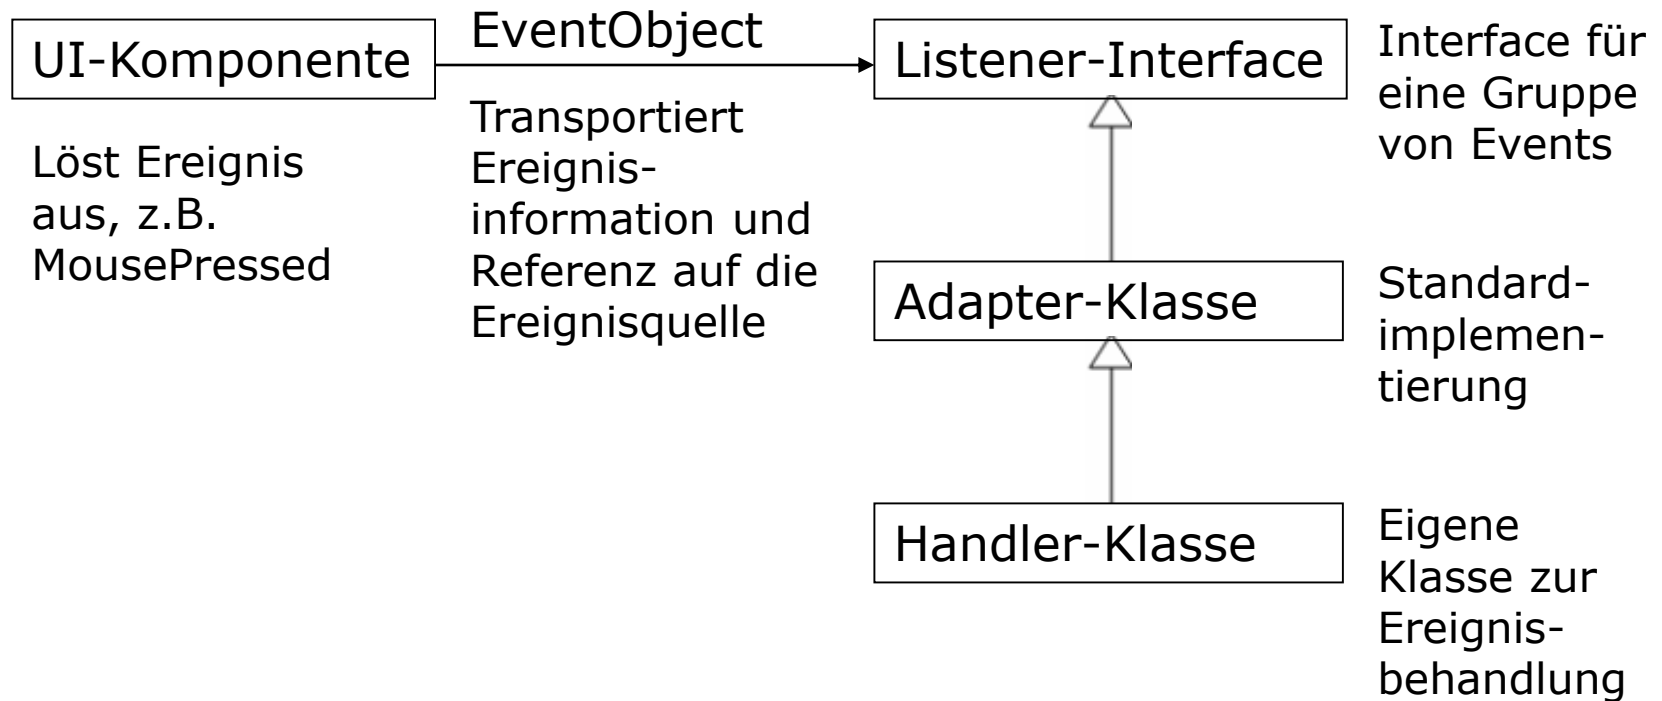 UI-Komponente
Löst Ereignis
aus, z.B.
MousePressed
EventObject
Transportiert
Ereignis-
information und
Referenz auf die
Ereignisquelle
Listener-Interface
Interface für
eine Gruppe
von Events
Adapter-Klasse
Standard-
implemen-
tierung
Handler-Klasse
Eigene
Klasse zur
Ereignis-
behandlung